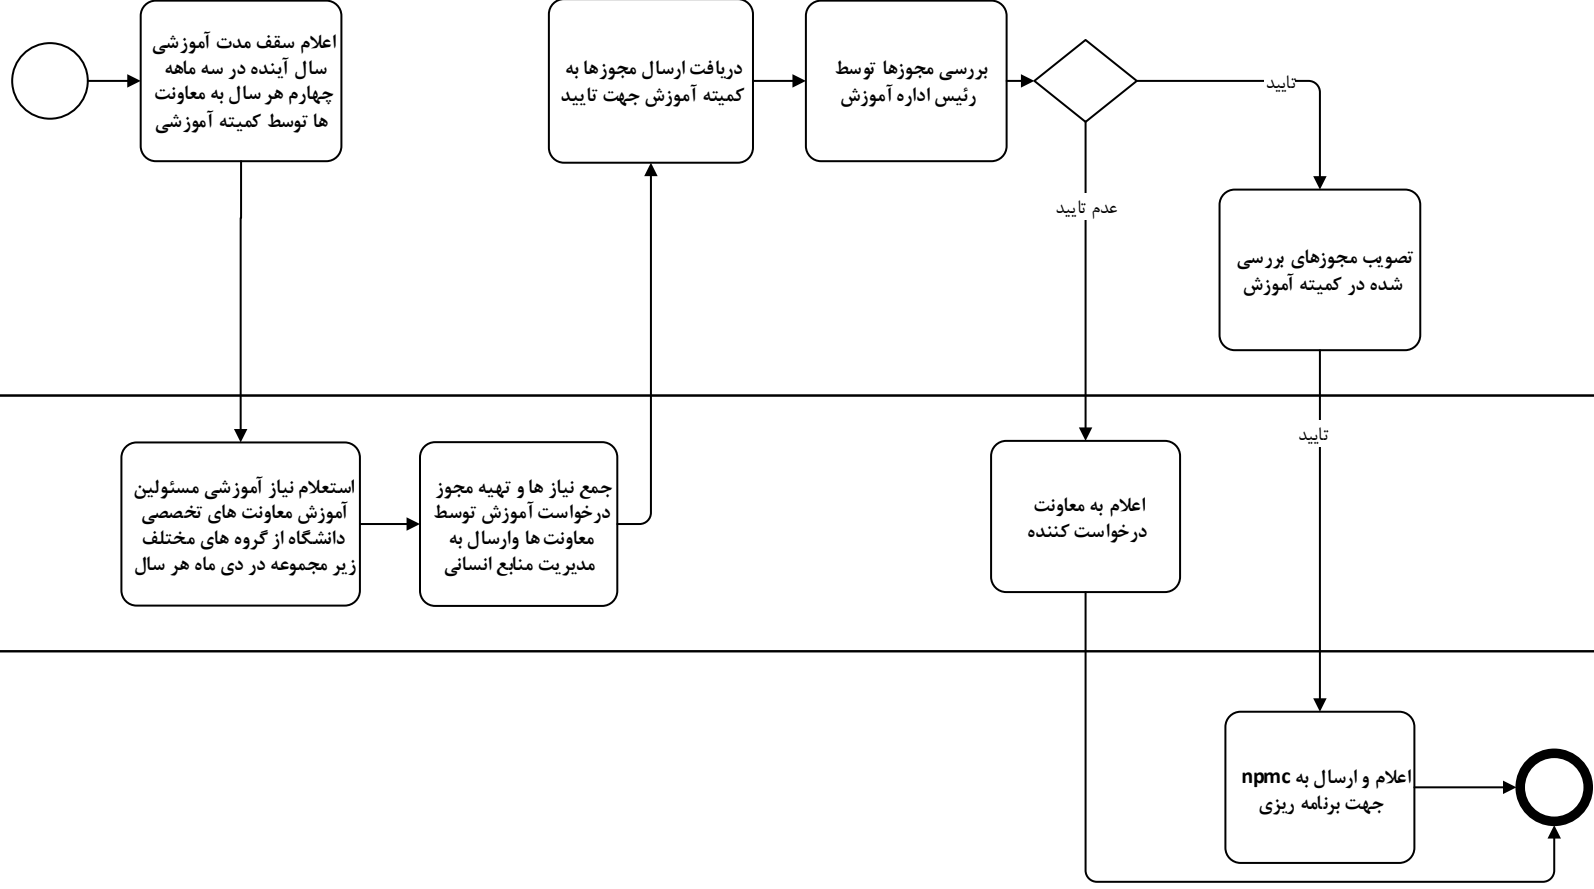 اعلام سقف مدت آموزشی
سال آینده در سه ماهه
چهارم هر سال به معاونت
ها توسط کمیته آموزشی
دریافت ارسال مجوزها به
کمیته آموزش جهت تایید
بررسی مجوزها توسط
رئیس اداره آموزش
تایید
عدم تایید
تصویب مجوزهای بررسی
شده در کمیته آموزش
تایید
استعلام نیاز آموزشی مسئولین
آموزش معاونت های تخصصی
دانشگاه از گروه های مختلف
زیر مجموعه در دی ماه هر سال
جمع نیاز ها و تهیه مجوز
درخواست آموزش توسط
معاونت ها وارسال به
مدیریت منابع انسانی
اعلام به معاونت
درخواست کننده
اعلام و ارسال به npmc
جهت برنامه ریزی